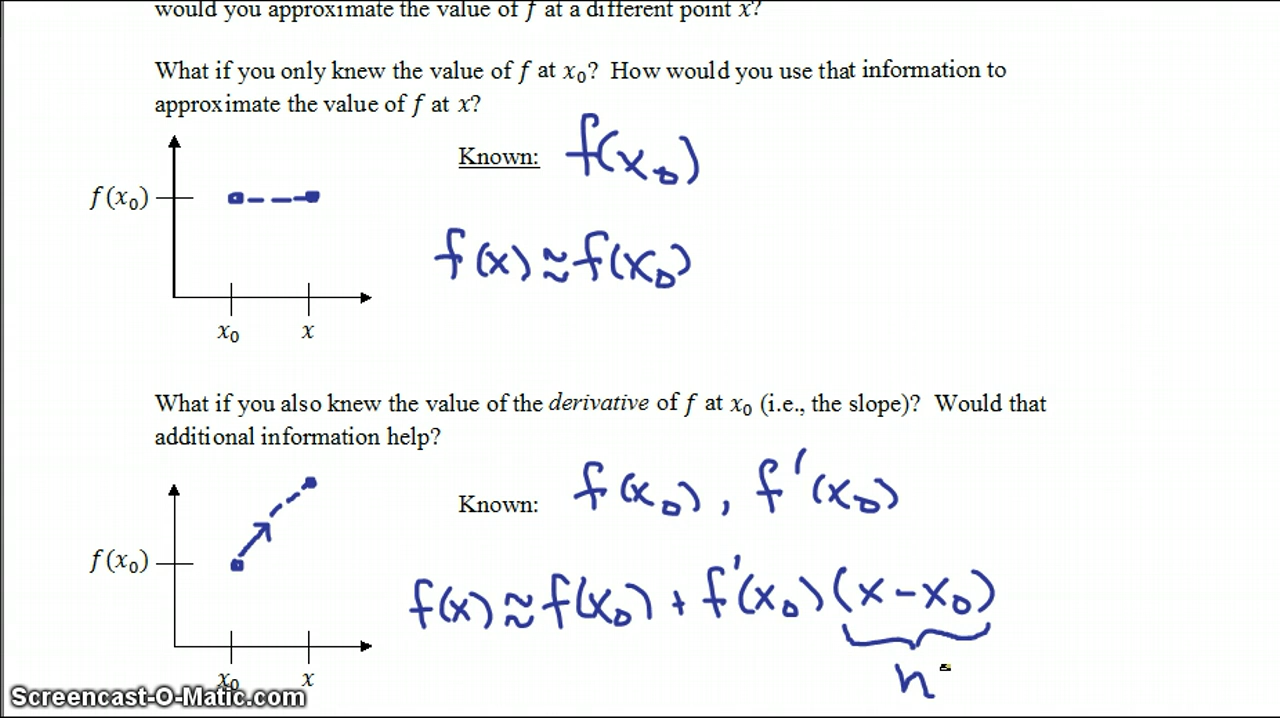 would you approximate the value of f at a different point x?
What if you only knew the value of f at x₀? How would you use that information to
approximate the value of f at x?
Known: f(x₀)
f(x₀)
f(x) ≈ f(x₀)
x₀ x
What if you also knew the value of the derivative of f at x₀ (i.e., the slope)? Would that
additional information help?
Known: f(x₀), f'(x₀)
f(x₀)
f(x) ≈ f(x₀) + f'(x₀)(x - x₀)
h
x₀ x
Screencast-O-Matic.com